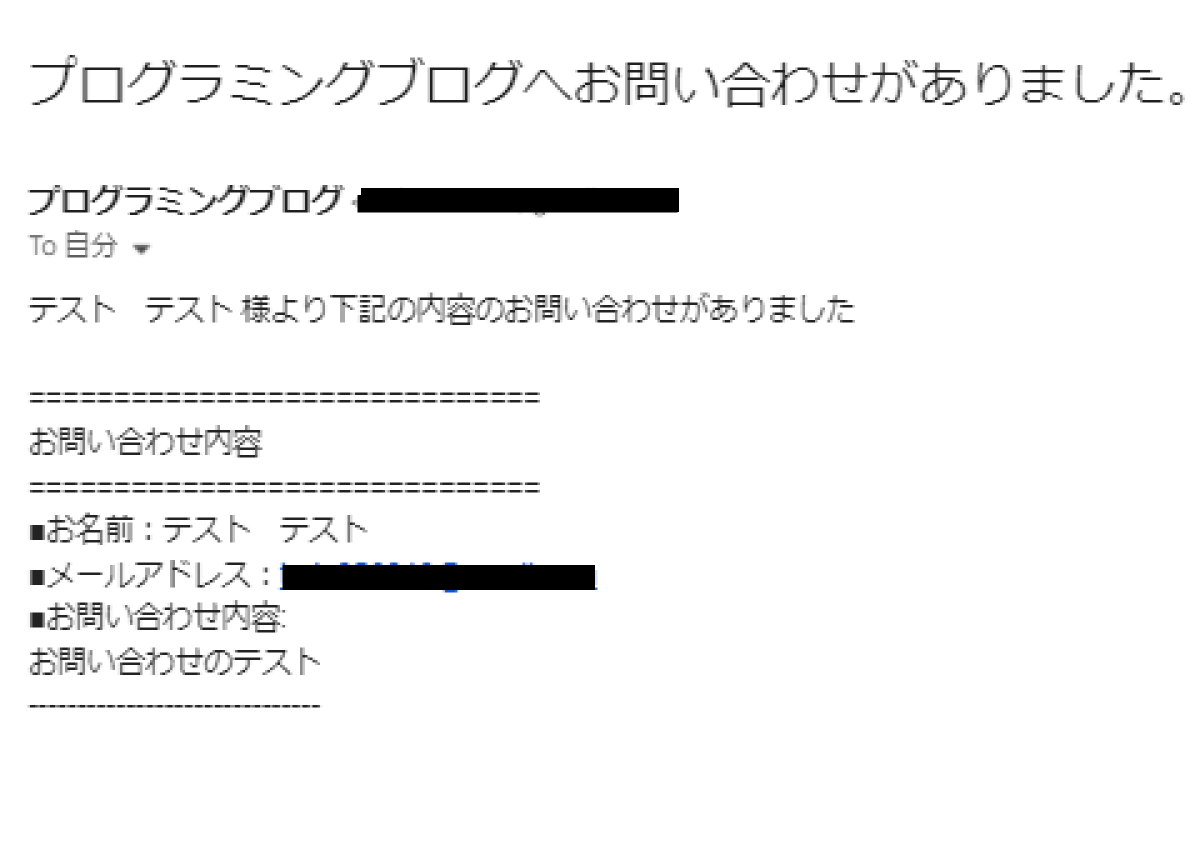 プログラミングブログへお問い合わせがありました。
プログラミングブログ
To 自分
テスト　テスト 様より下記の内容のお問い合わせがありました
==============================
お問い合わせ内容
==============================
■お名前：テスト　テスト
■メールアドレス：
■お問い合わせ内容:
お問い合わせのテスト
-----------------------------